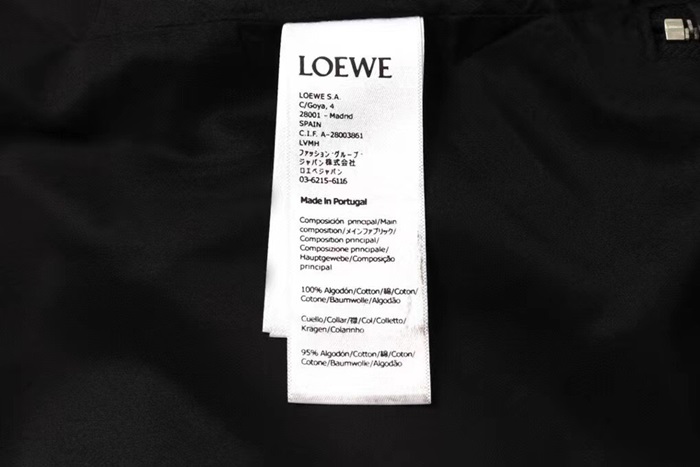 LOEWE
LOEWE S.A.
C/Goya, 4
28001 - Madrid
SPAIN
C.I.F. A-28003861
LVMH
ファッション・グループ・
ジャパン株式会社
ロエベジャパン
03-6215-6116
Made in Portugal
Composición principal/Main
composition/メインファブリック/
Composition principal/
Composizione principale/
Hauptgewebe/Composição
principal
100% Algodón/Cotton/綿/Coton/
Cotone/Baumwolle/Algodão
Cuello/Collar/襟/Col/Colletto/
Kragen/Colarinho
95% Algodón/Cotton/綿/Coton/
Cotone/Baumwolle/Algodão